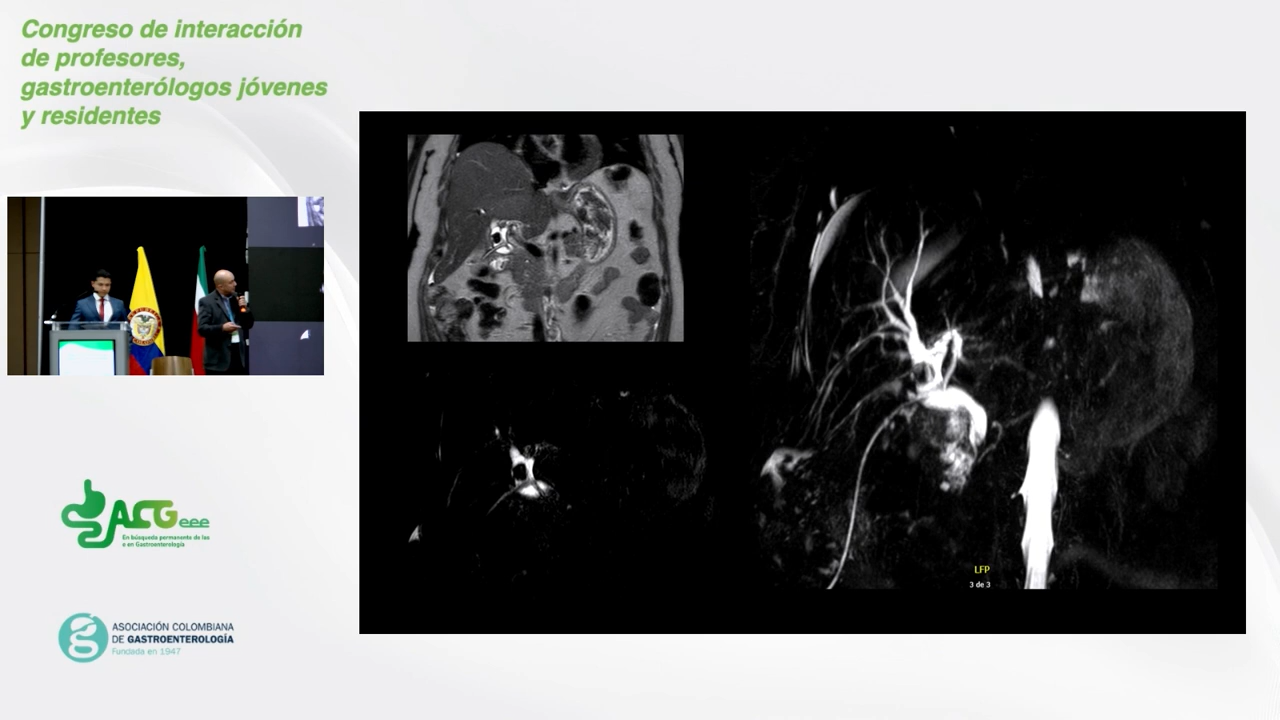 Congreso de interacción
de profesores,
gastroenterólogos jóvenes
y residentes
LFP
3 de 3
ACGeee
En búsqueda permanente de las
e en Gastroenterología
ASOCIACIÓN COLOMBIANA
DE GASTROENTEROLOGÍA
Fundada en 1947